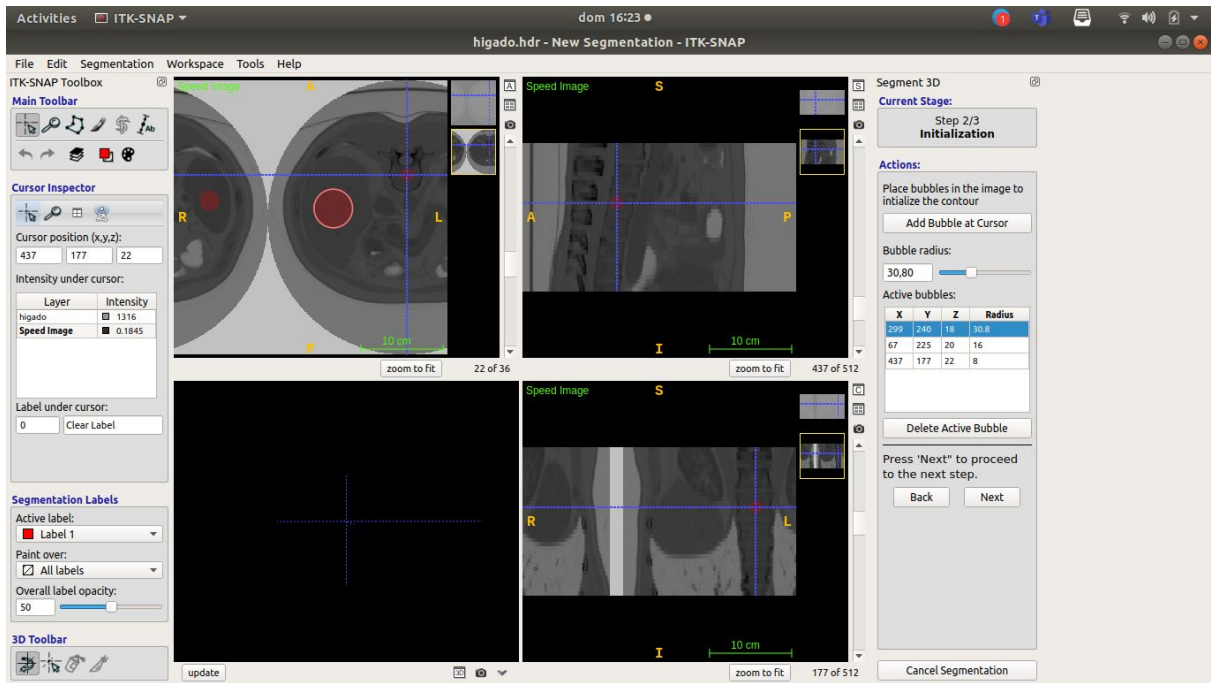 Activities ITK-SNAP
dom 16:23
1
higado.hdr - New Segmentation - ITK-SNAP
File Edit Segmentation Workspace Tools Help
ITK-SNAP Toolbox
Main Toolbar
Cursor Inspector
Cursor position (x,y,z):
437 177 22
Intensity under cursor:
Layer Intensity
higado 1316
Speed Image 0.1845
Label under cursor:
0 Clear Label
Segmentation Labels
Active label:
Label 1
Paint over:
All labels
Overall label opacity:
50
3D Toolbar
Speed Image
A
R
L
P
10 cm
zoom to fit 22 of 36
A
Speed Image
S
A
P
I
10 cm
zoom to fit 437 of 512
S
update
3D
Speed Image
S
R
L
I
10 cm
zoom to fit 177 of 512
C
Segment 3D
Current Stage:
Step 2/3
Initialization
Actions:
Place bubbles in the image to
intialize the contour
Add Bubble at Cursor
Bubble radius:
30,80
Active bubbles:
X Y Z Radius
299 240 18 30.8
67 225 20 16
437 177 22 8
Delete Active Bubble
Press 'Next" to proceed
to the next step.
Back Next
Cancel Segmentation